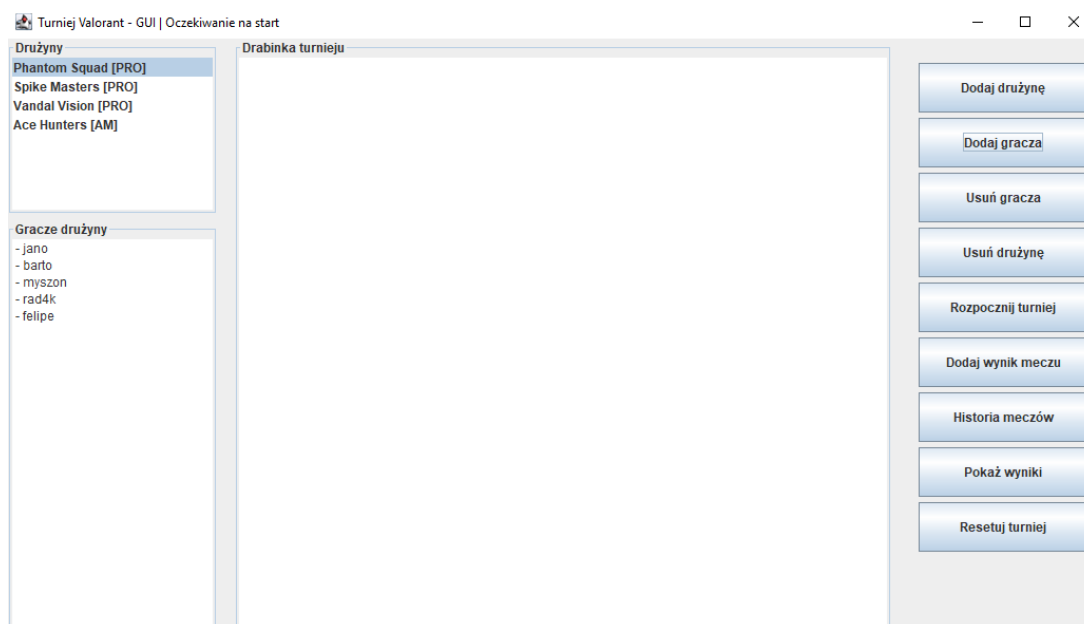 Turniej Valorant - GUI | Oczekiwanie na start
Drużyny
Phantom Squad [PRO]
Spike Masters [PRO]
Vandal Vision [PRO]
Ace Hunters [AM]
Gracze drużyny
- jano
- barto
- myszon
- rad4k
- felipe
Drabinka turnieju
Dodaj drużynę
Dodaj gracza
Usuń gracza
Usuń drużynę
Rozpocznij turniej
Dodaj wynik meczu
Historia meczów
Pokaż wyniki
Resetuj turniej